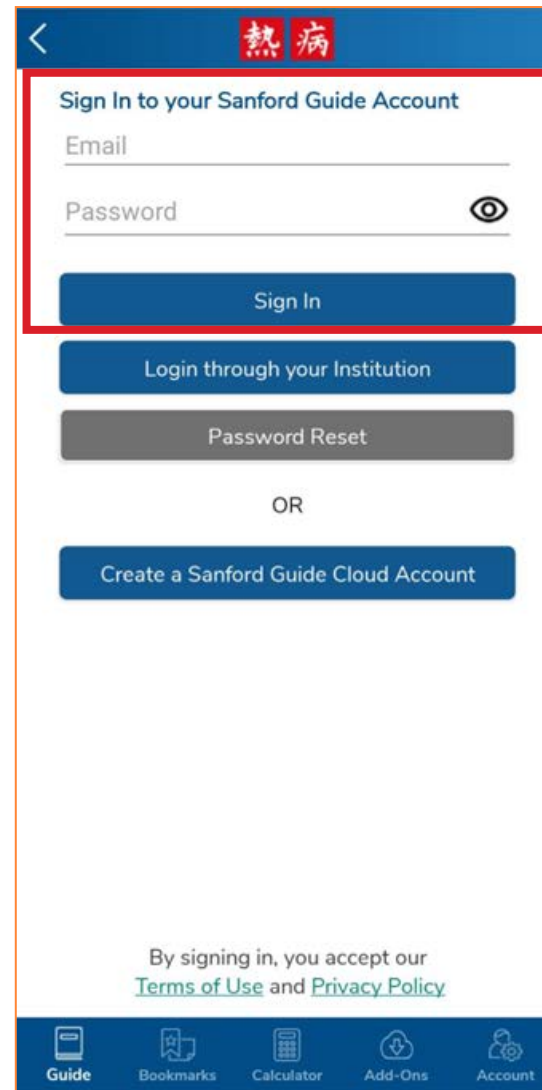 熱病
Sign In to your Sanford Guide Account
Email
Password
Sign In
Login through your Institution
Password Reset
OR
Create a Sanford Guide Cloud Account
By signing in, you accept our
Terms of Use and Privacy Policy
Guide Bookmarks Calculator Add-Ons Account